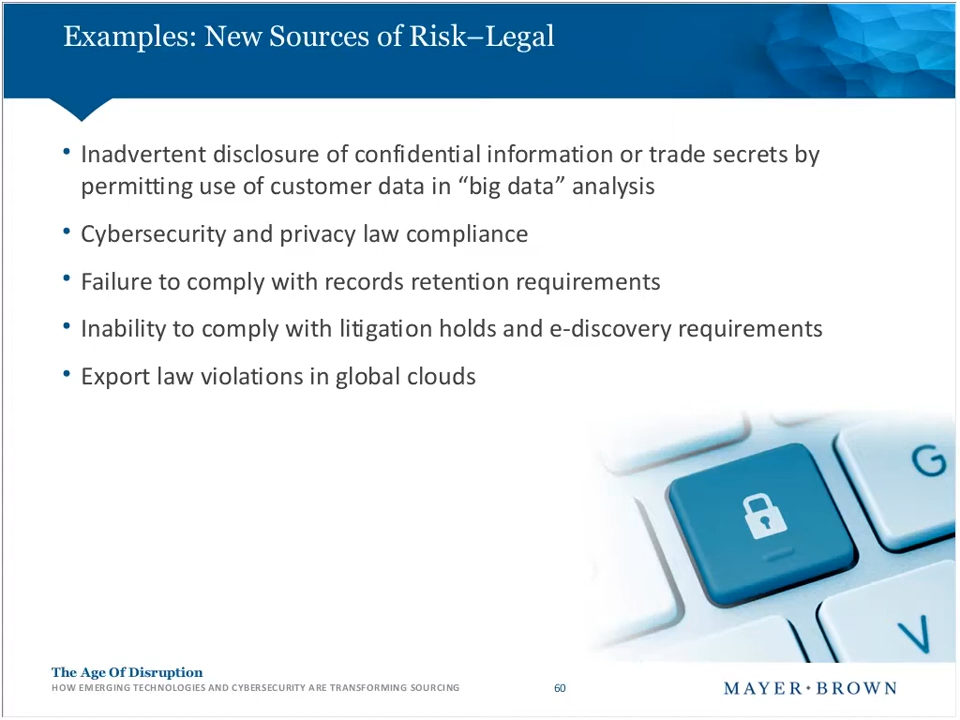 Examples: New Sources of Risk–Legal
• Inadvertent disclosure of confidential information or trade secrets by
permitting use of customer data in “big data” analysis
• Cybersecurity and privacy law compliance
• Failure to comply with records retention requirements
• Inability to comply with litigation holds and e-discovery requirements
• Export law violations in global clouds
G
V
The Age Of Disruption
HOW EMERGING TECHNOLOGIES AND CYBERSECURITY ARE TRANSFORMING SOURCING
60
MAYER•BROWN